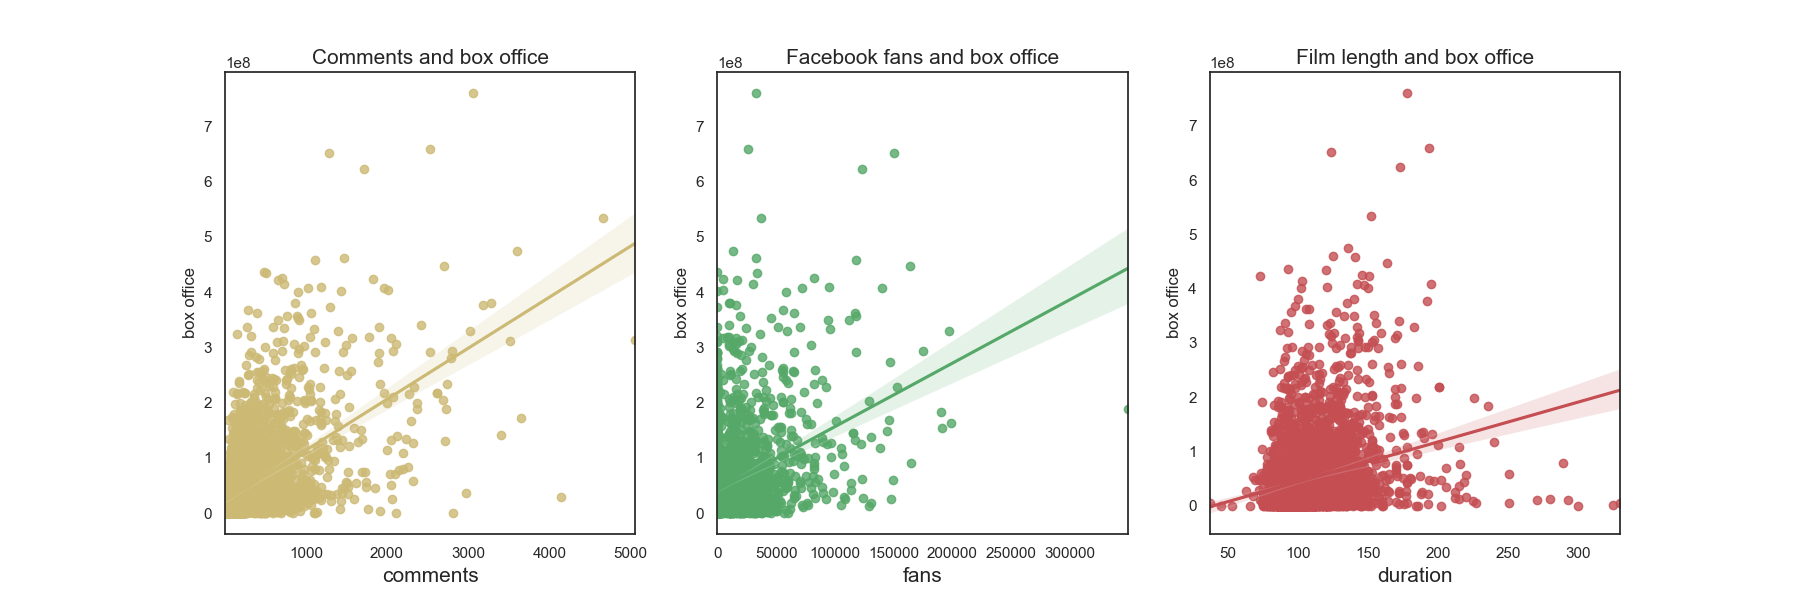 Comments and box office
1e8
7
6
5
4
3
2
1
0
box office
1000 2000 3000 4000 5000
comments
Facebook fans and box office
1e8
7
6
5
4
3
2
1
0
box office
0 50000 100000 150000 200000 250000 300000
fans
Film length and box office
1e8
7
6
5
4
3
2
1
0
box office
50 100 150 200 250 300
duration